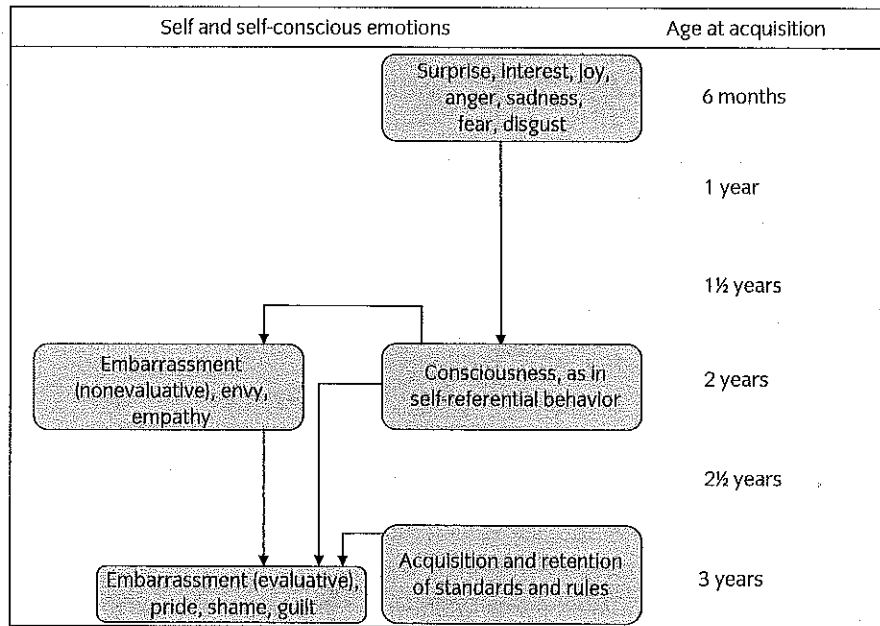 Self and self-conscious emotions
Age at acquisition
Surprise, interest, joy,
anger, sadness,
fear, disgust
6 months
1 year
1½ years
Embarrassment
(nonevaluative), envy,
empathy
Consciousness, as in
self-referential behavior
2 years
2½ years
Embarrassment (evaluative),
pride, shame, guilt
Acquisition and retention
of standards and rules
3 years